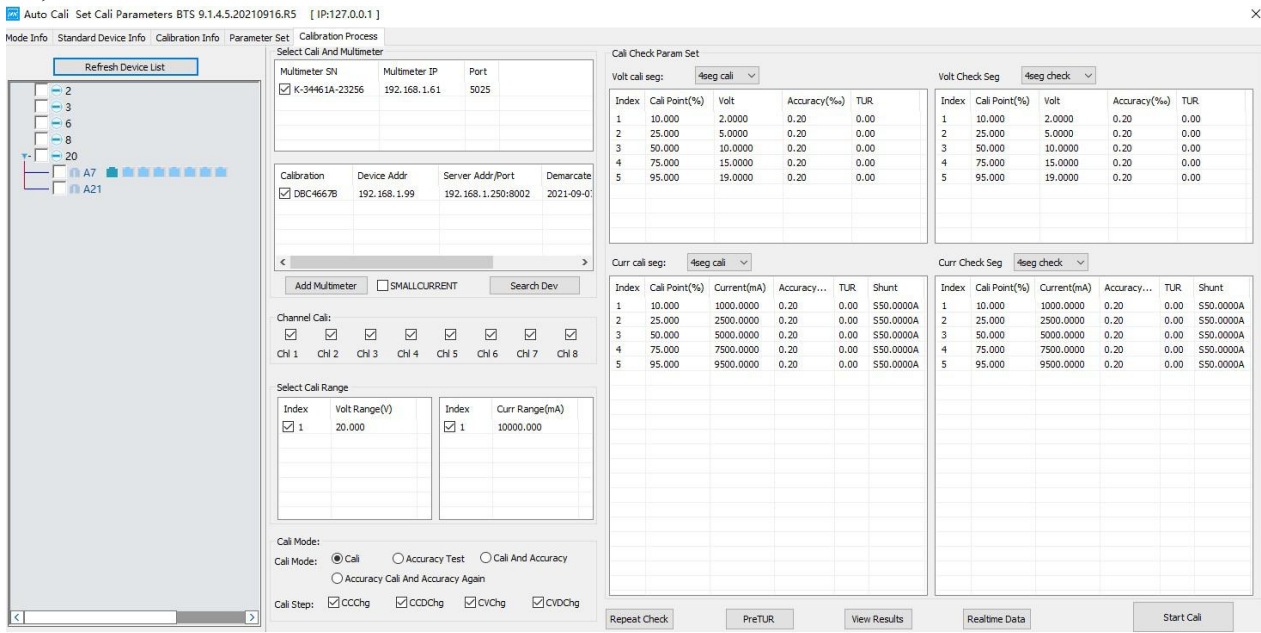 Auto Cali Set Cali Parameters BTS 9.1.4.5.20210916.R5 [ IP:127.0.0.1 ]
Mode Info Standard Device Info Calibration Info Parameter Set Calibration Process
Refresh Device List
2
3
6
8
20
A7
A21
Select Cali And Multimeter
Multimeter SN Multimeter IP Port
K-34461A-23256 192.168.1.61 5025
Calibration Device Addr Server Addr/Port Demarcate
DBC4667B 192.168.1.99 192.168.1.250:8002 2021-09-0
Add Multimeter SMALLCURRENT Search Dev
Channel Cali:
Chl 1 Chl 2 Chl 3 Chl 4 Chl 5 Chl 6 Chl 7 Chl 8
Select Cali Range
Index Volt Range(V)
1 20.000
Index Curr Range(mA)
1 10000.000
Cali Mode:
Cali Mode: Cali Accuracy Test Cali And Accuracy
Accuracy Cali And Accuracy Again
Cali Step: CCChg CCDChg CVChg CVDChg
Cali Check Param Set
Volt cali seg: 4seg cali
Index Cali Point(%) Volt Accuracy(‰) TUR
1 10.000 2.0000 0.20 0.00
2 25.000 5.0000 0.20 0.00
3 50.000 10.0000 0.20 0.00
4 75.000 15.0000 0.20 0.00
5 95.000 19.0000 0.20 0.00
Volt Check Seg 4seg check
Index Cali Point(%) Volt Accuracy(‰) TUR
1 10.000 2.0000 0.20 0.00
2 25.000 5.0000 0.20 0.00
3 50.000 10.0000 0.20 0.00
4 75.000 15.0000 0.20 0.00
5 95.000 19.0000 0.20 0.00
Curr cali seg: 4seg cali
Index Cali Point(%) Current(mA) Accuracy... TUR Shunt
1 10.000 1000.0000 0.20 0.00 S50.0000A
2 25.000 2500.0000 0.20 0.00 S50.0000A
3 50.000 5000.0000 0.20 0.00 S50.0000A
4 75.000 7500.0000 0.20 0.00 S50.0000A
5 95.000 9500.0000 0.20 0.00 S50.0000A
Curr Check Seg 4seg check
Index Cali Point(%) Current(mA) Accuracy... TUR Shunt
1 10.000 1000.0000 0.20 0.00 S50.0000A
2 25.000 2500.0000 0.20 0.00 S50.0000A
3 50.000 5000.0000 0.20 0.00 S50.0000A
4 75.000 7500.0000 0.20 0.00 S50.0000A
5 95.000 9500.0000 0.20 0.00 S50.0000A
Repeat Check PreTUR View Results Realtime Data Start Cali